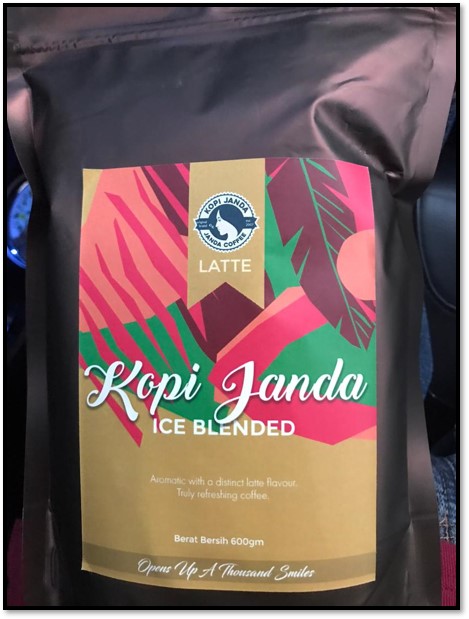 KOPI JANDA
JANDA COFFEE
LATTE
Kopi Janda
ICE BLENDED
Aromatic with a distinct latte flavour.
Truly refreshing coffee.
Berat Bersih 600gm
Opens Up A Thousand Smiles